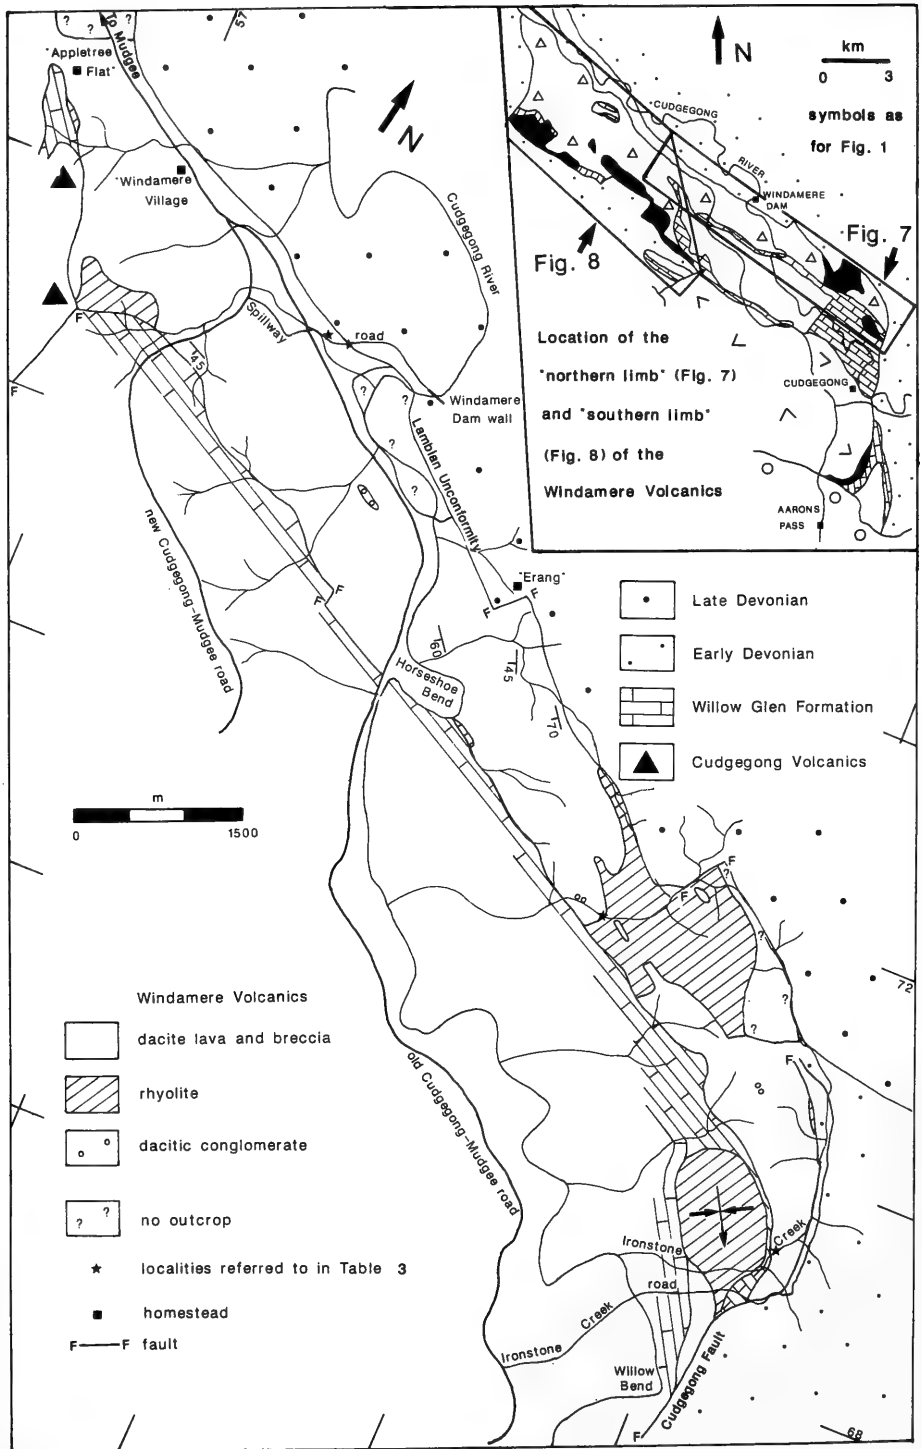 57
To Mudgee
? ?
?
"Appletree
Flat"
N
"Windamere
Village
Cudgegong
River
Spillway
road
Windamere
Dam wall
F
F
45
?
?
?
?
Lambian Unconformity
new Cudgegong-Mudgee road
"Erang"
F
F
F
F
60
45
70
Horseshoe
Bend
m
0 1500
F
?
F
?
?
?
72
F
old Cudgegong-Mudgee road
Ironstone
Creek
road
Ironstone
Creek
Willow
Bend
Cudgegong Fault
F
68
N
km
0 3
symbols as
for Fig. 1
CUDGEGONG
RIVER
WINDAMERE
DAM
Fig. 7
Fig. 8
Location of the
"northern limb" (Fig. 7)
and "southern limb"
(Fig. 8) of the
Windamere Volcanics
CUDGEGONG
AARONS
PASS
Late Devonian
Early Devonian
Willow Glen Formation
Cudgegong Volcanics
Windamere Volcanics
dacite lava and breccia
rhyolite
dacitic conglomerate
? ? no outcrop
localities referred to in Table 3
homestead
F F fault